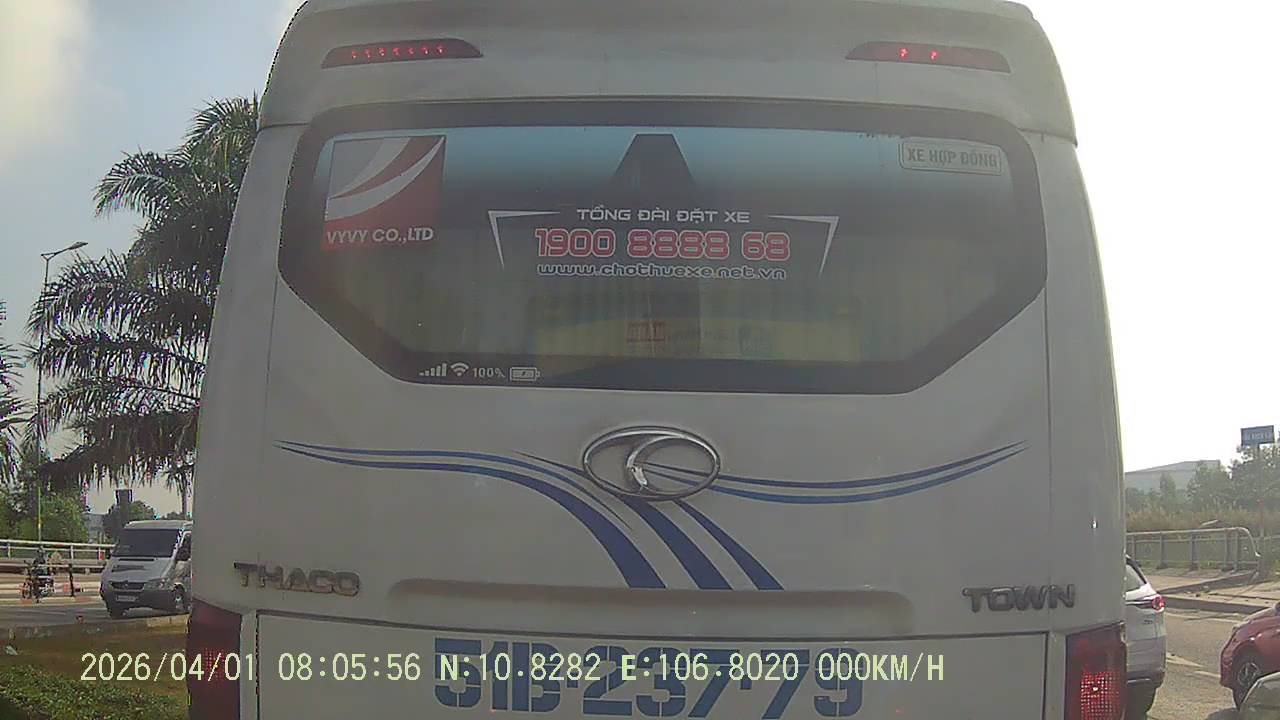 XE HỢP ĐỒNG
VYVY CO.,LTD
TỔNG ĐÀI ĐẶT XE
1900 8888 68
www.chothuexe.net.vn
100%
THACO
TOWN
51B-237-79
2026/04/01 08:05:56 N:10.8282 E:106.8020 000KM/H